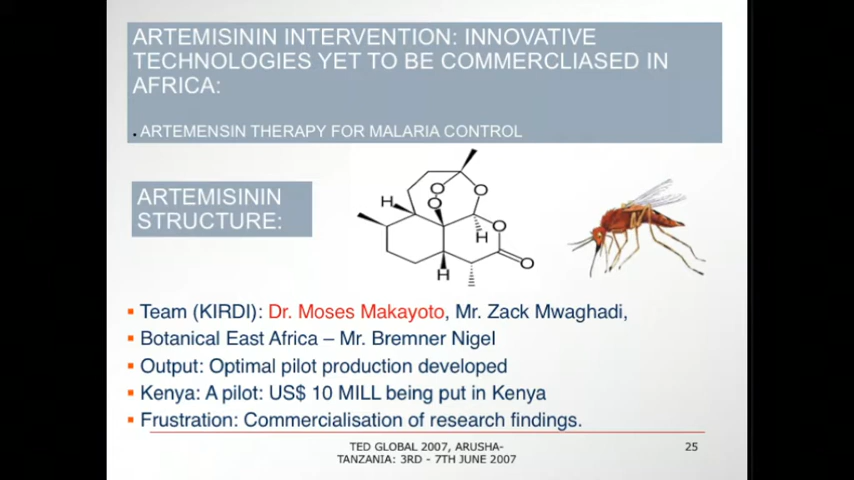 ARTEMISININ INTERVENTION: INNOVATIVE
TECHNOLOGIES YET TO BE COMMERCLIASED IN
AFRICA:
. ARTEMENSIN THERAPY FOR MALARIA CONTROL
ARTEMISININ
STRUCTURE:
H
O
O
O
H
O
O
H
▪ Team (KIRDI): Dr. Moses Makayoto, Mr. Zack Mwaghadi,
▪ Botanical East Africa – Mr. Bremner Nigel
▪ Output: Optimal pilot production developed
▪ Kenya: A pilot: US$ 10 MILL being put in Kenya
▪ Frustration: Commercialisation of research findings.
TED GLOBAL 2007, ARUSHA-
TANZANIA: 3RD - 7TH JUNE 2007
25